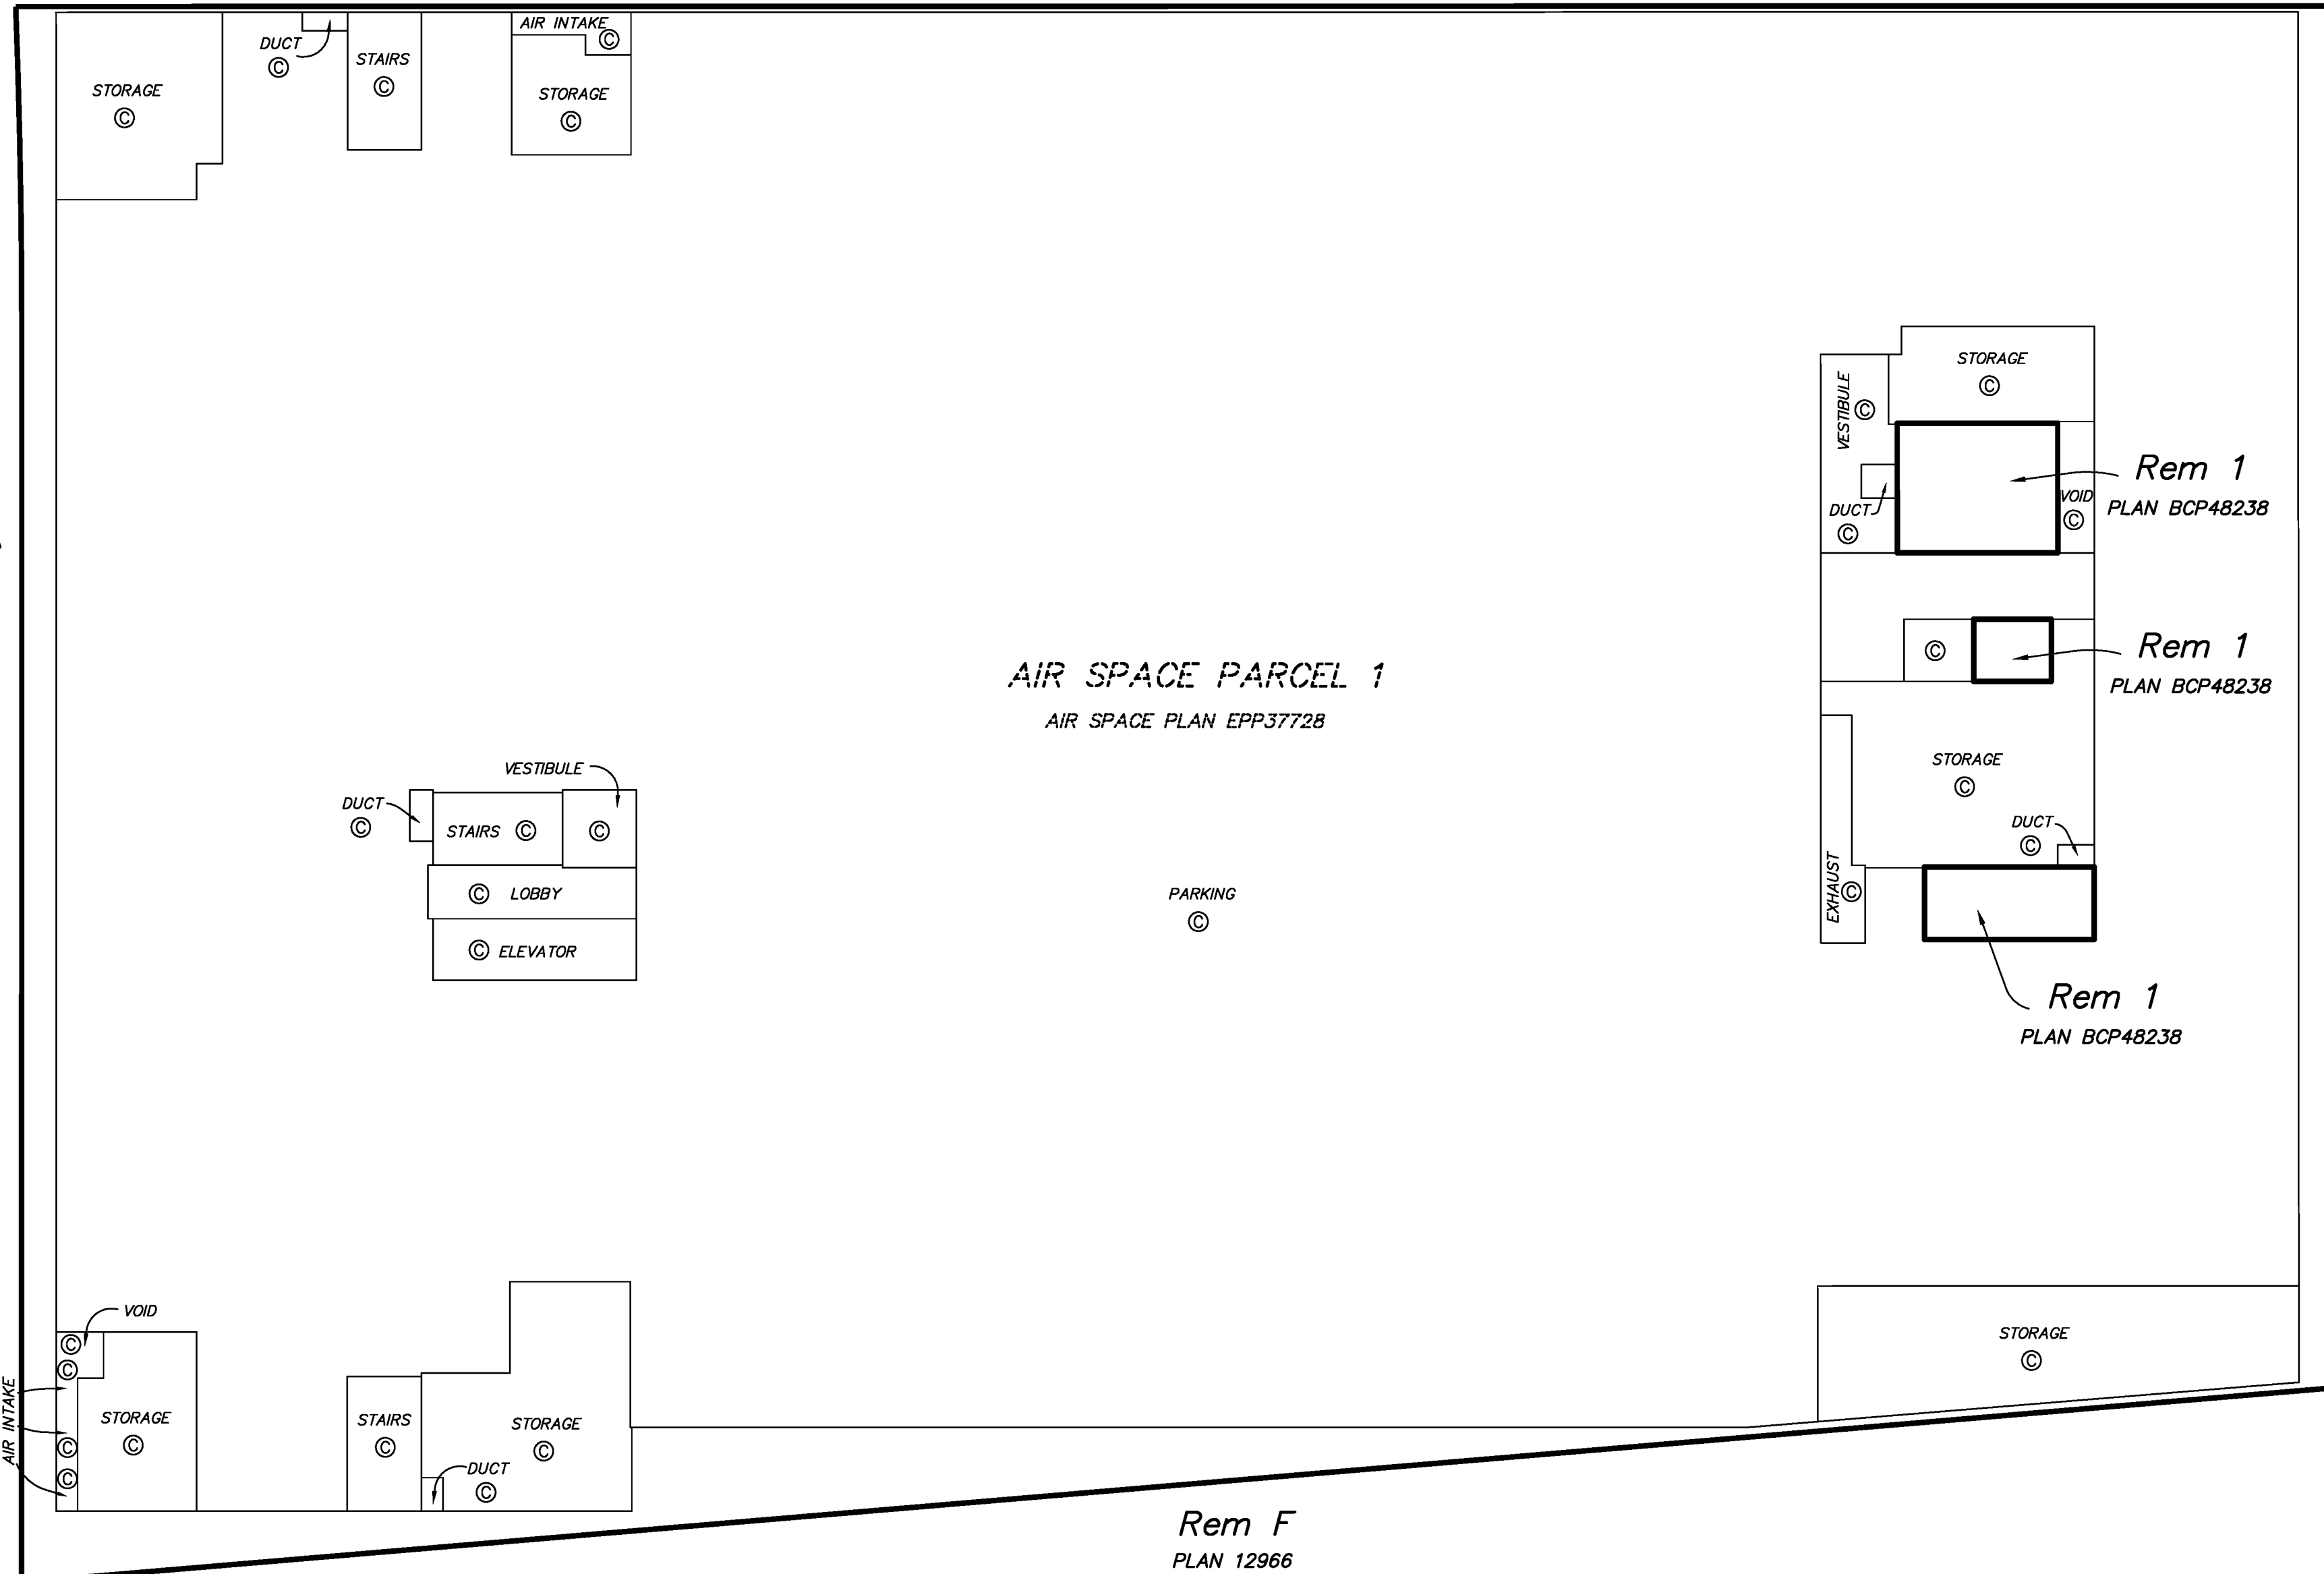 AIR INTAKE
©
DUCT
©
STAIRS
©
STORAGE
©
STORAGE
©
STORAGE
©
VESTIBULE
©
Rem 1
PLAN BCP48238
VOID
©
DUCT
©
Rem 1
PLAN BCP48238
©
AIR SPACE PARCEL 1
AIR SPACE PLAN EPP37728
STORAGE
©
VESTIBULE
©
DUCT
©
STAIRS ©
DUCT
©
EXHAUST
©
© LOBBY
PARKING
©
© ELEVATOR
Rem 1
PLAN BCP48238
VOID
©
©
AIR INTAKE
©
©
STORAGE
©
STAIRS
©
STORAGE
©
DUCT
©
STORAGE
©
Rem F
PLAN 12966